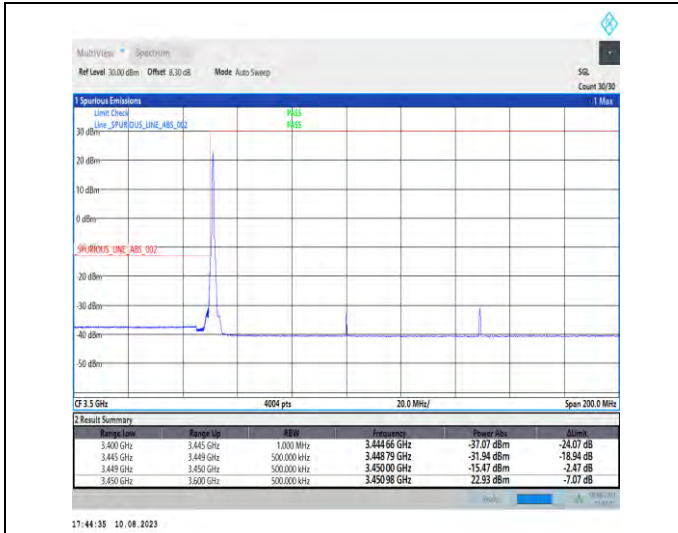 MultiView Spectrum
Ref Level 30.00 dBm Offset 8.30 dB Mode Auto Sweep SGL
Count 30/30
1 Spurious Emissions 1 Max
Limit Check PASS
Line _SPURIOUS_LINE_ABS_002 PASS
30 dBm
20 dBm
10 dBm
0 dBm
_SPURIOUS_LINE_ABS_002
-20 dBm
-30 dBm
-40 dBm
-50 dBm
CF 3.5 GHz 4004 pts 20.0 MHz/ Span 200.0 MHz
2 Result Summary
Range Low Range Up RBW Frequency Power Abs ΔLimit
3.400 GHz 3.445 GHz 1.000 MHz 3.444 66 GHz -37.07 dBm -24.07 dB
3.445 GHz 3.449 GHz 500.000 kHz 3.448 79 GHz -31.94 dBm -18.94 dB
3.449 GHz 3.450 GHz 500.000 kHz 3.450 00 GHz -15.47 dBm -2.47 dB
3.450 GHz 3.600 GHz 500.000 kHz 3.450 98 GHz 22.93 dBm -7.07 dB
17:44:35 10.08.2023